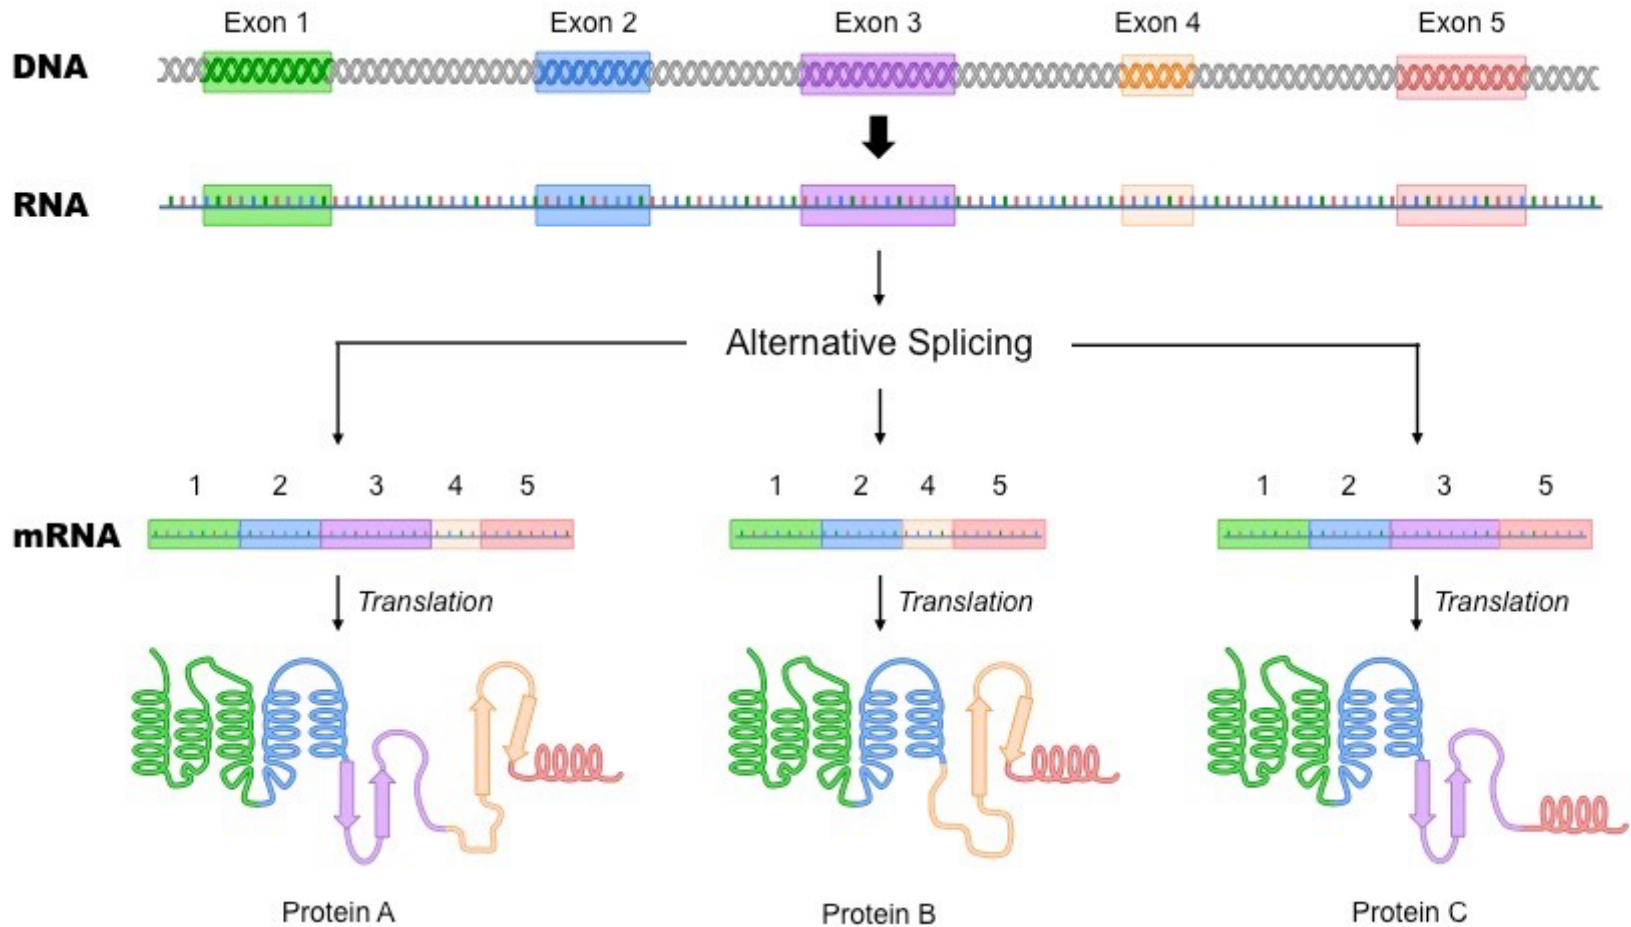 Exon 1 Exon 2 Exon 3 Exon 4 Exon 5
DNA
RNA
Alternative Splicing
1 2 3 4 5 1 2 4 5 1 2 3 5
mRNA
Translation Translation Translation
Protein A Protein B Protein C